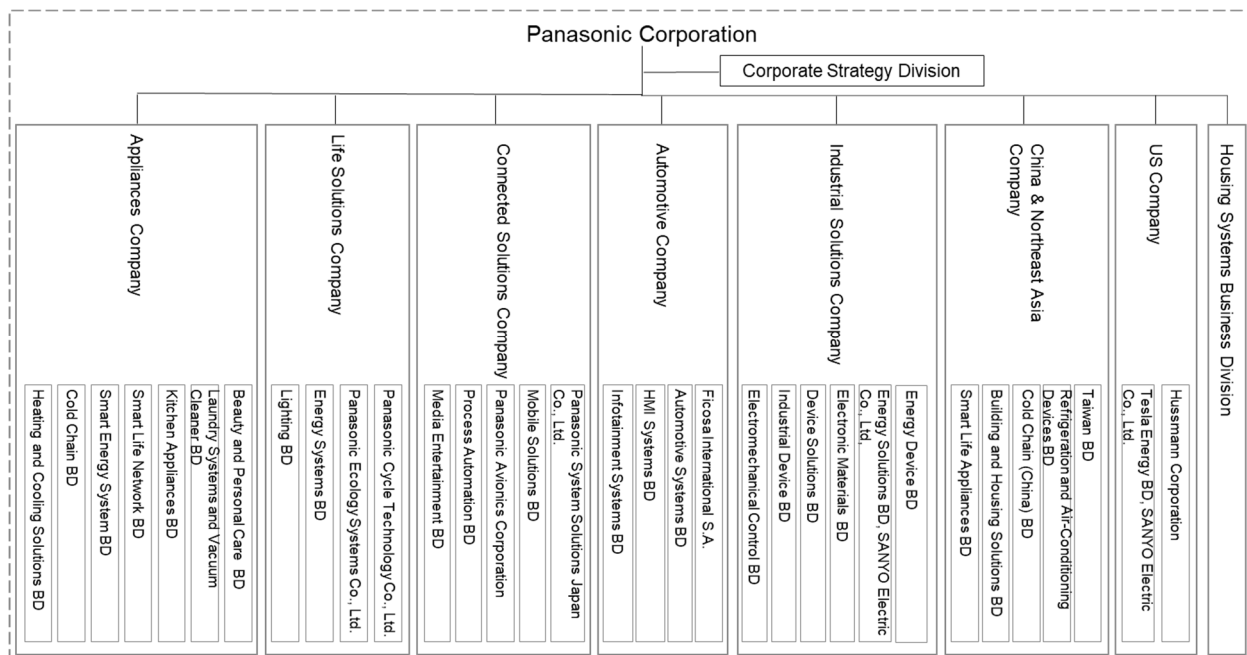 Panasonic Corporation
Corporate Strategy Division
Appliances Company
Heating and Cooling Solutions BD
Cold Chain BD
Smart Energy System BD
Smart Life Network BD
Kitchen Appliances BD
Laundry Systems and Vacuum
Cleaner BD
Beauty and Personal Care BD
Life Solutions Company
Lighting BD
Energy Systems BD
Panasonic Ecology Systems Co., Ltd.
Panasonic Cycle Technology Co., Ltd.
Connected Solutions Company
Media Entertainment BD
Process Automation BD
Panasonic Avionics Corporation
Mobile Solutions BD
Panasonic System Solutions Japan
Co., Ltd.
Automotive Company
Infotainment Systems BD
HMI Systems BD
Automotive Systems BD
Ficosa International S.A.
Industrial Solutions Company
Electromechanical Control BD
Industrial Device BD
Device Solutions BD
Electronic Materials BD
Energy Solutions BD, SANYO Electric
Co., Ltd.
Energy Device BD
China & Northeast Asia
Company
Smart Life Appliances BD
Building and Housing Solutions BD
Cold Chain (China) BD
Refrigeration and Air-Conditioning
Devices BD
Taiwan BD
US Company
Tesla Energy BD, SANYO Electric
Co., Ltd.
Hussmann Corporation
Housing Systems Business Division